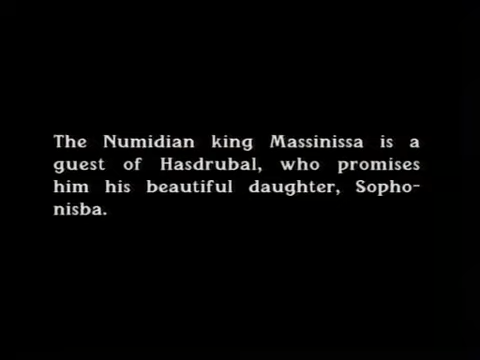 The Numidian king Massinissa is a
guest of Hasdrubal, who promises
him his beautiful daughter, Sopho-
nisba.